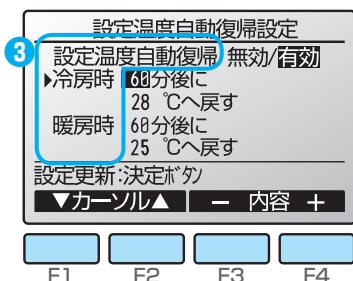 設定温度自動復帰設定
3 設定温度自動復帰 無効/有効
▶冷房時 60分後に
28 ℃へ戻す
暖房時 60分後に
25 ℃へ戻す
設定更新:決定ボタン
▼カーソル▲ － 内容 ＋
F1 F2 F3 F4